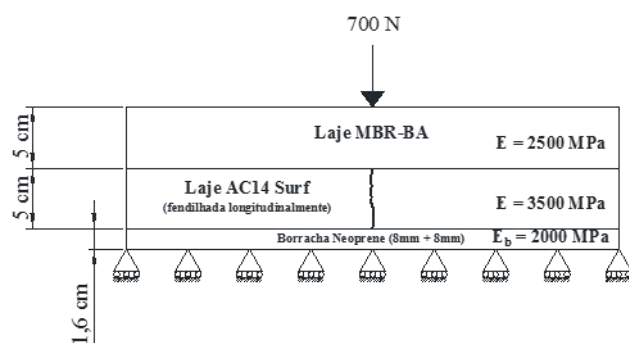 700 N
Laje MBR-BA
E = 2500 MPa
5 cm
Laje AC14 Surf
(fendilhada longitudinalmente)
E = 3500 MPa
5 cm
Borracha Neoprene (8mm + 8mm)
E_b = 2000 MPa
1,6 cm